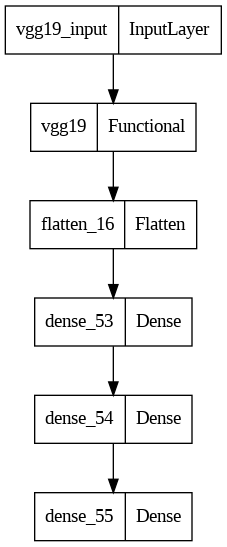 vgg19_input InputLayer
vgg19 Functional
flatten_16 Flatten
dense_53 Dense
dense_54 Dense
dense_55 Dense